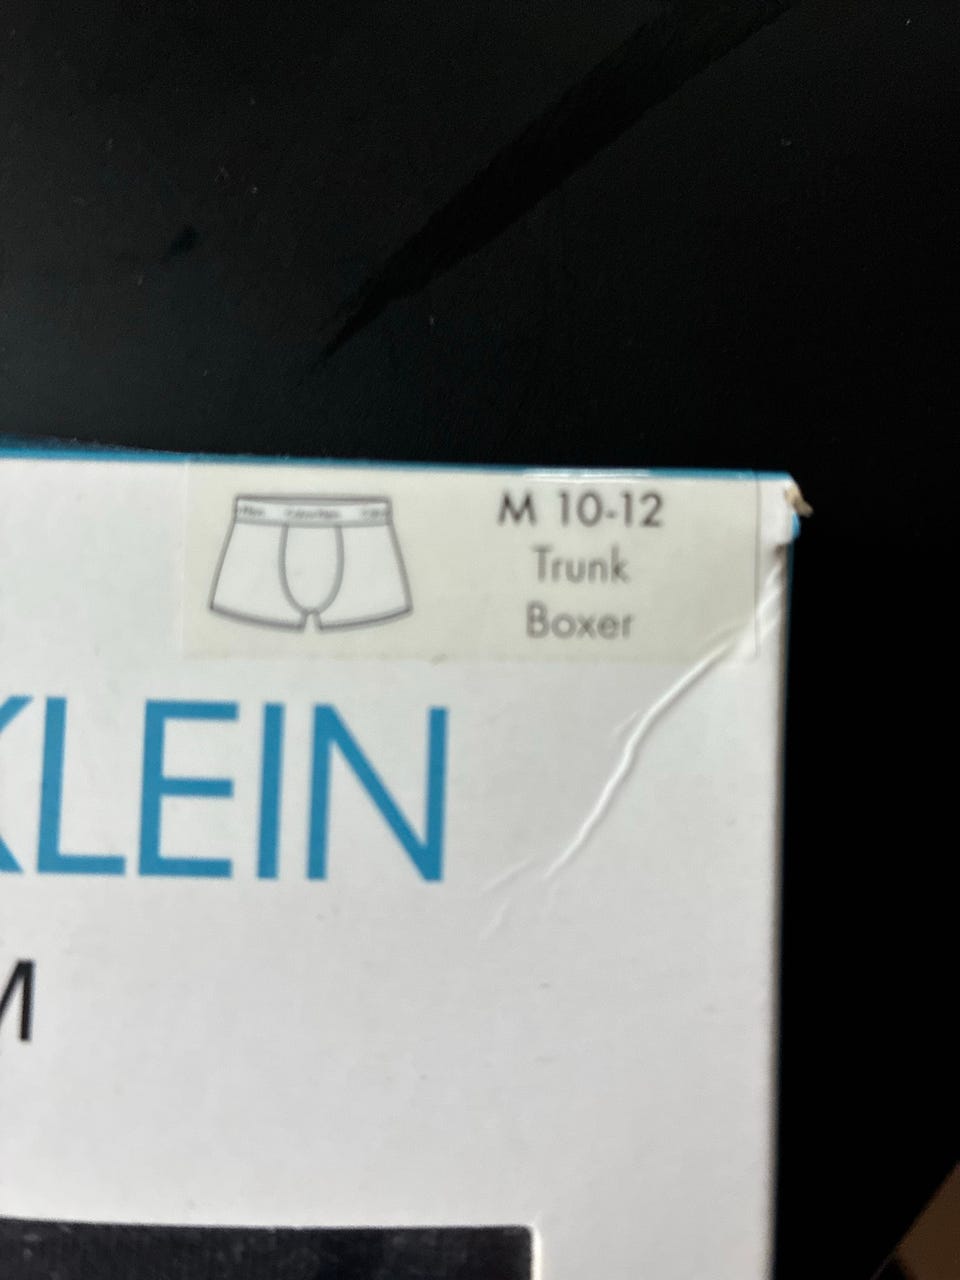 M 10-12
Trunk
Boxer
KLEIN
M